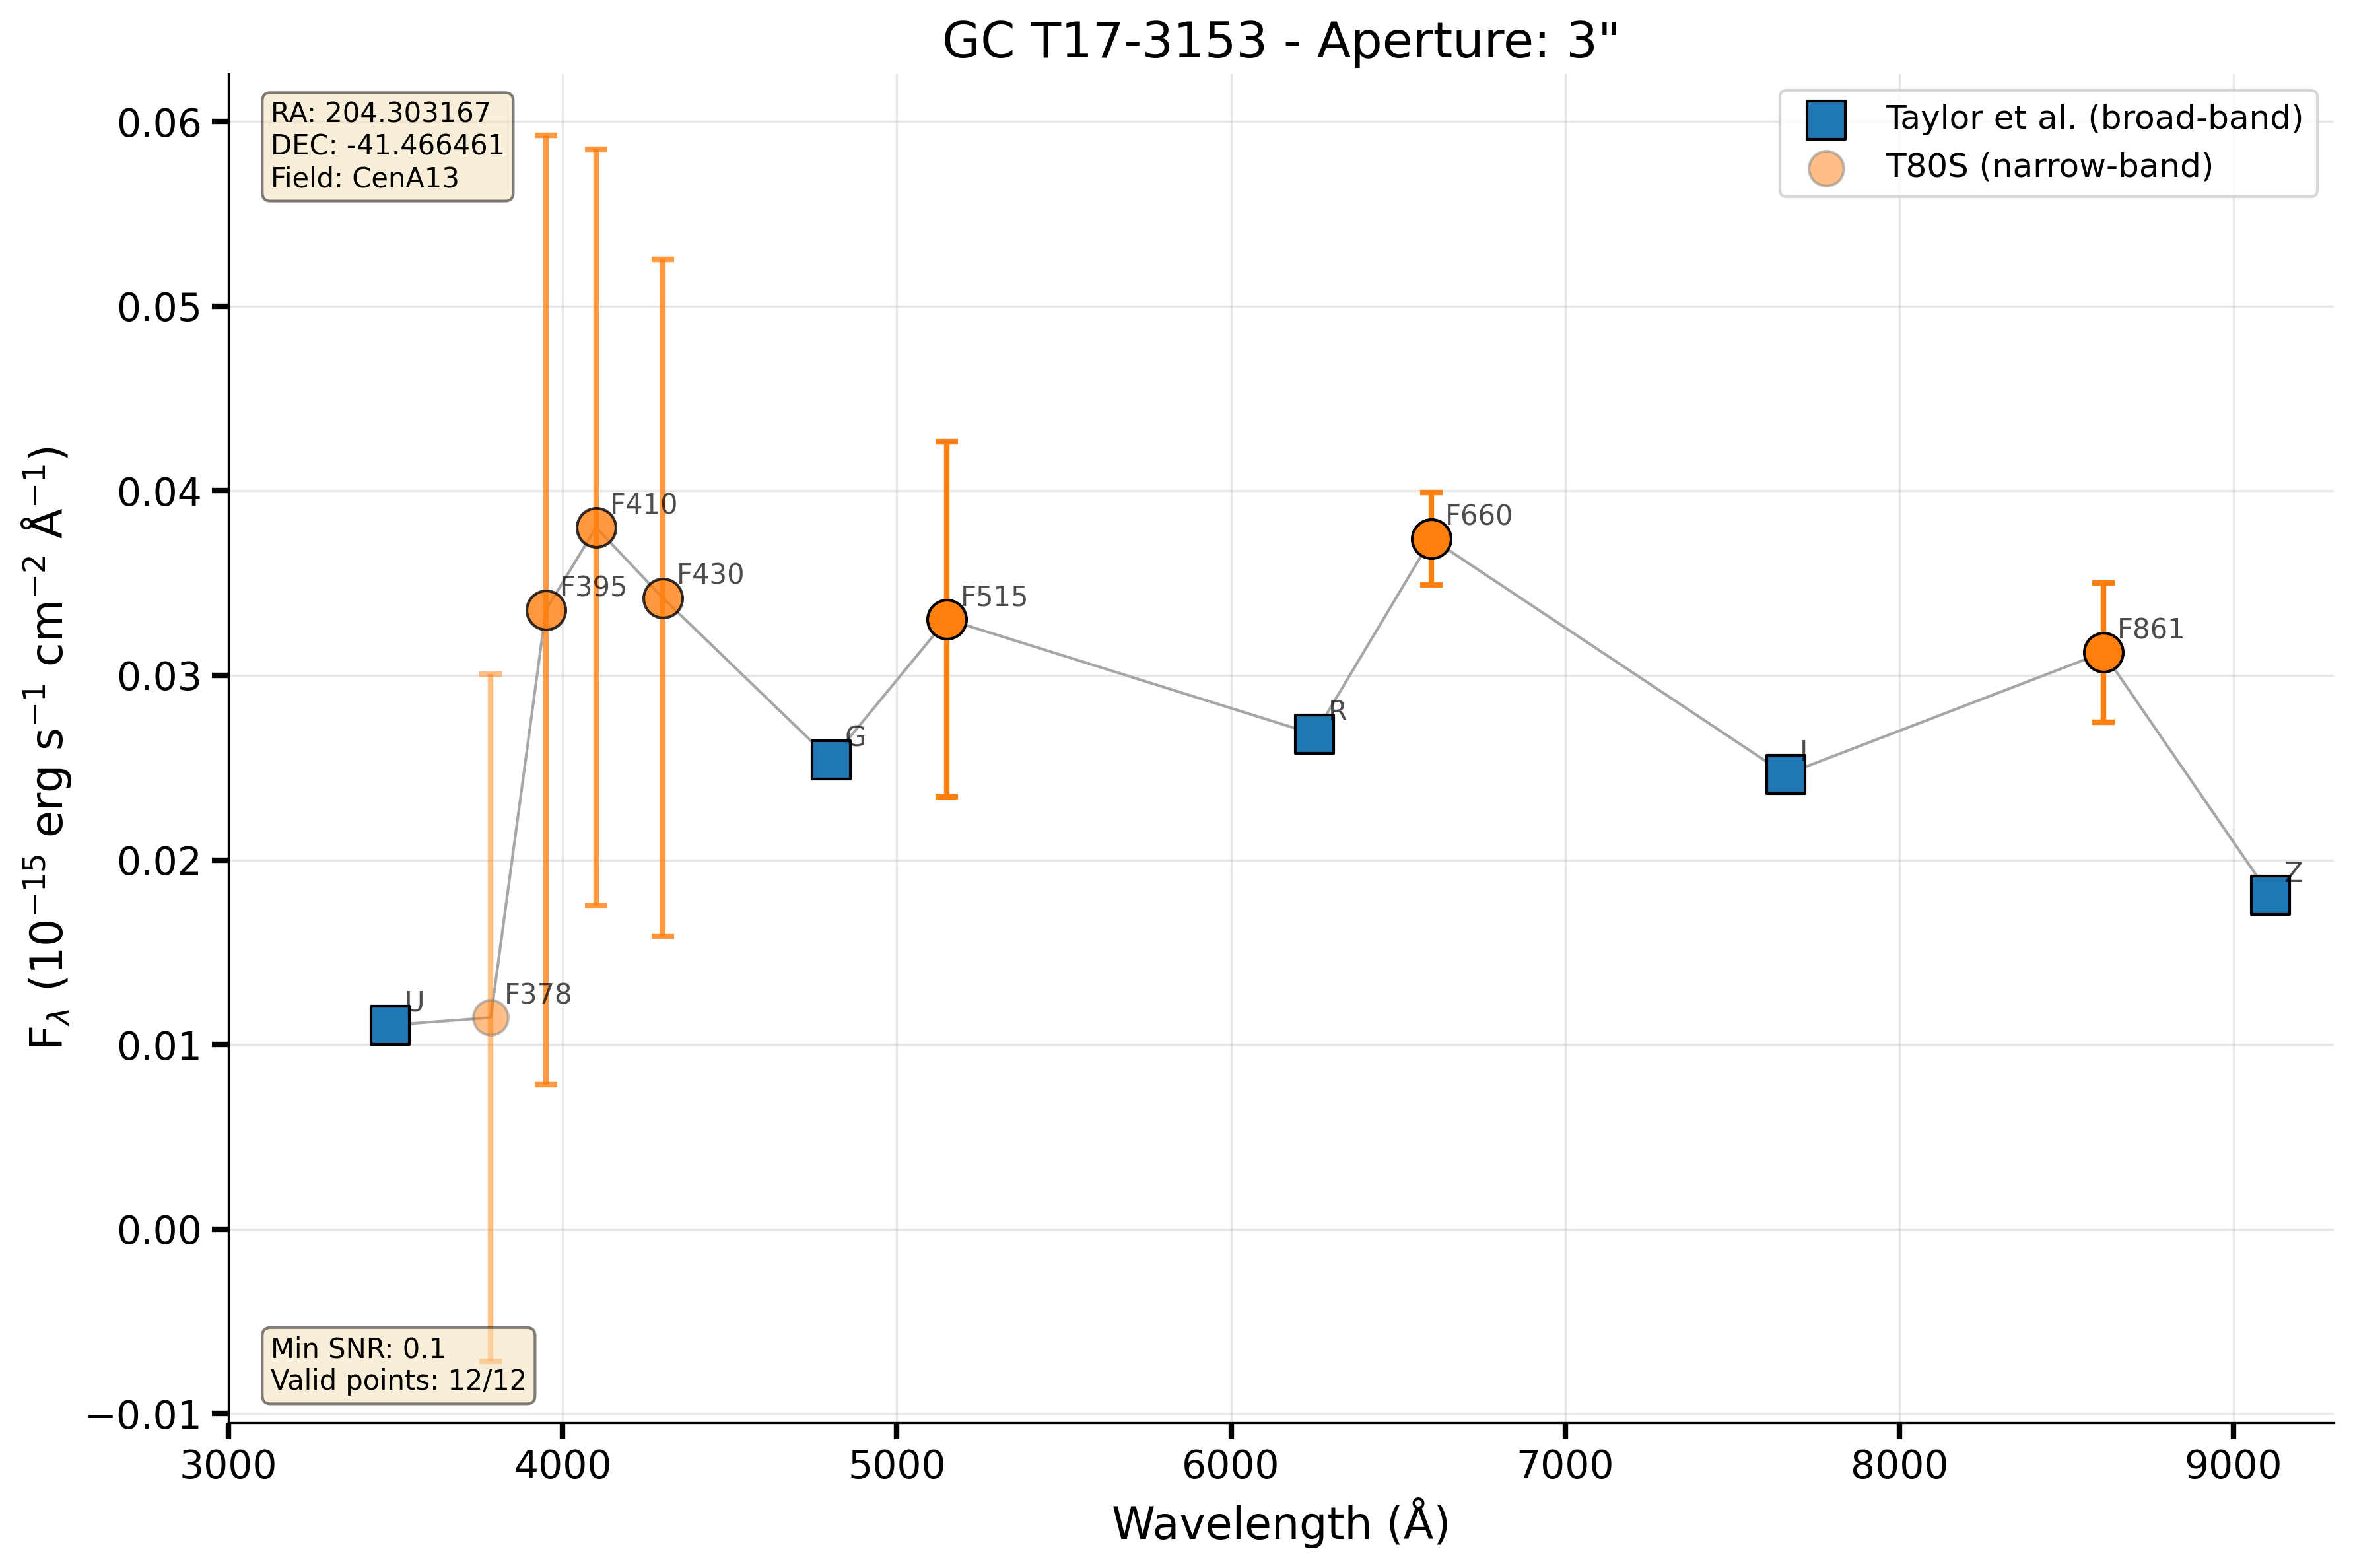 GC T17-3153 - Aperture: 3"
RA: 204.303167
DEC: -41.466461
Field: CenA13
Taylor et al. (broad-band)
T80S (narrow-band)
0.06
0.05
0.04
0.03
0.02
0.01
0.00
−0.01
F410
F395
F430
F515
F660
F861
G
R
I
Z
U
F378
Min SNR: 0.1
Valid points: 12/12
3000
4000
5000
6000
7000
8000
9000
Wavelength (Å)
F_λ (10⁻¹⁵ erg s⁻¹ cm⁻² Å⁻¹)